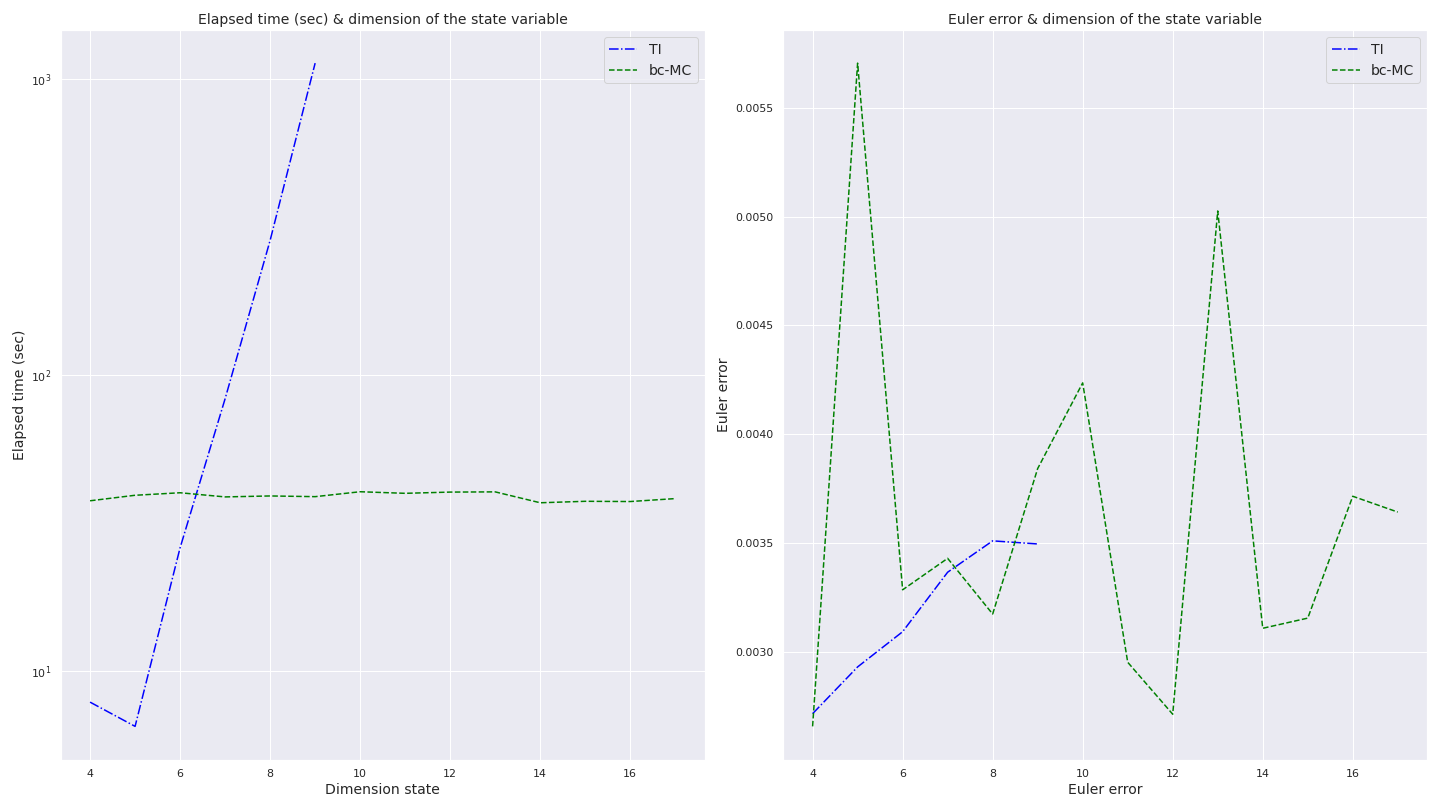 Elapsed time (sec) & dimension of the state variable
TI
bc-MC
10³
10²
10¹
Elapsed time (sec)
4 6 8 10 12 14 16
Dimension state
Euler error & dimension of the state variable
TI
bc-MC
0.0055
0.0050
0.0045
0.0040
0.0035
0.0030
Euler error
4 6 8 10 12 14 16
Euler error